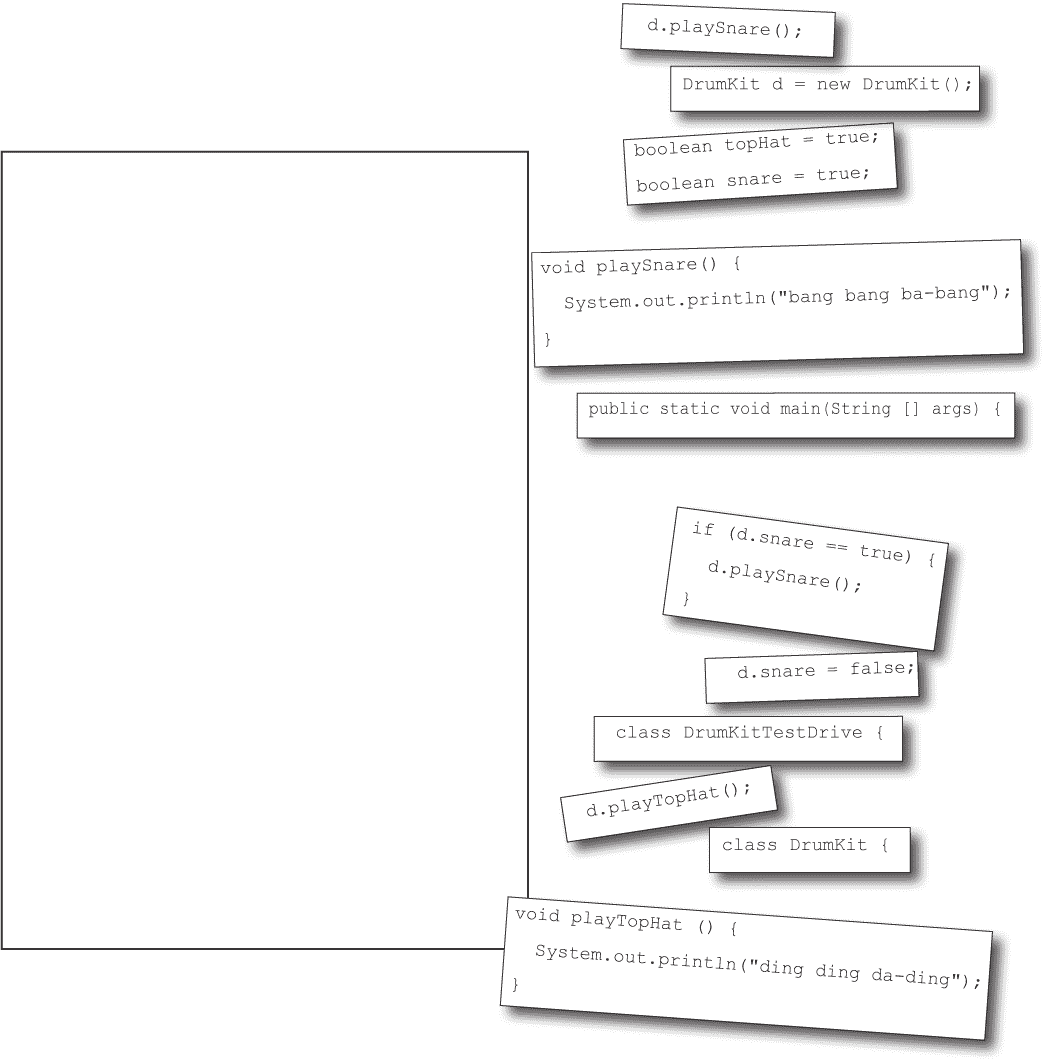 d.playSnare();
DrumKit d = new DrumKit();
boolean topHat = true;
boolean snare = true;
void playSnare() {
System.out.println("bang bang ba-bang");
}
public static void main(String [] args) {
if (d.snare == true) {
d.playSnare();
}
d.snare = false;
class DrumKitTestDrive {
d.playTopHat();
class DrumKit {
void playTopHat () {
System.out.println("ding ding da-ding");
}